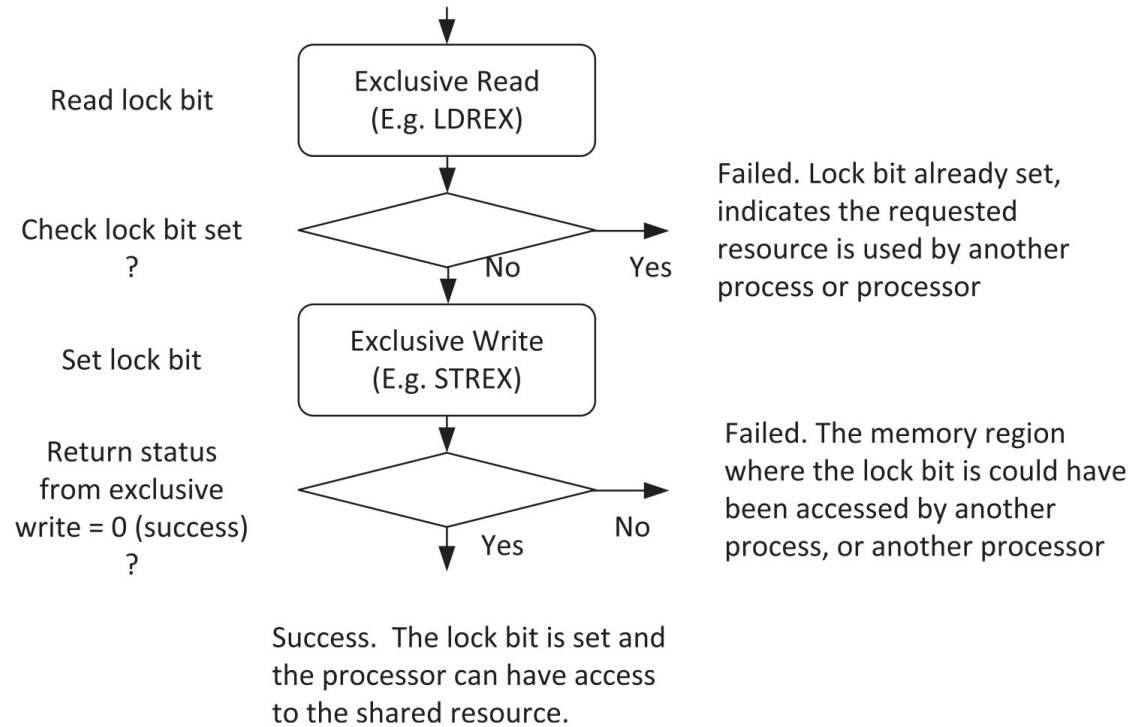 Read lock bit
Exclusive Read
(E.g. LDREX)
Check lock bit set
?
No
Yes
Failed. Lock bit already set,
indicates the requested
resource is used by another
process or processor
Set lock bit
Exclusive Write
(E.g. STREX)
Return status
from exclusive
write = 0 (success)
?
Yes
No
Failed. The memory region
where the lock bit is could have
been accessed by another
process, or another processor
Success. The lock bit is set and
the processor can have access
to the shared resource.